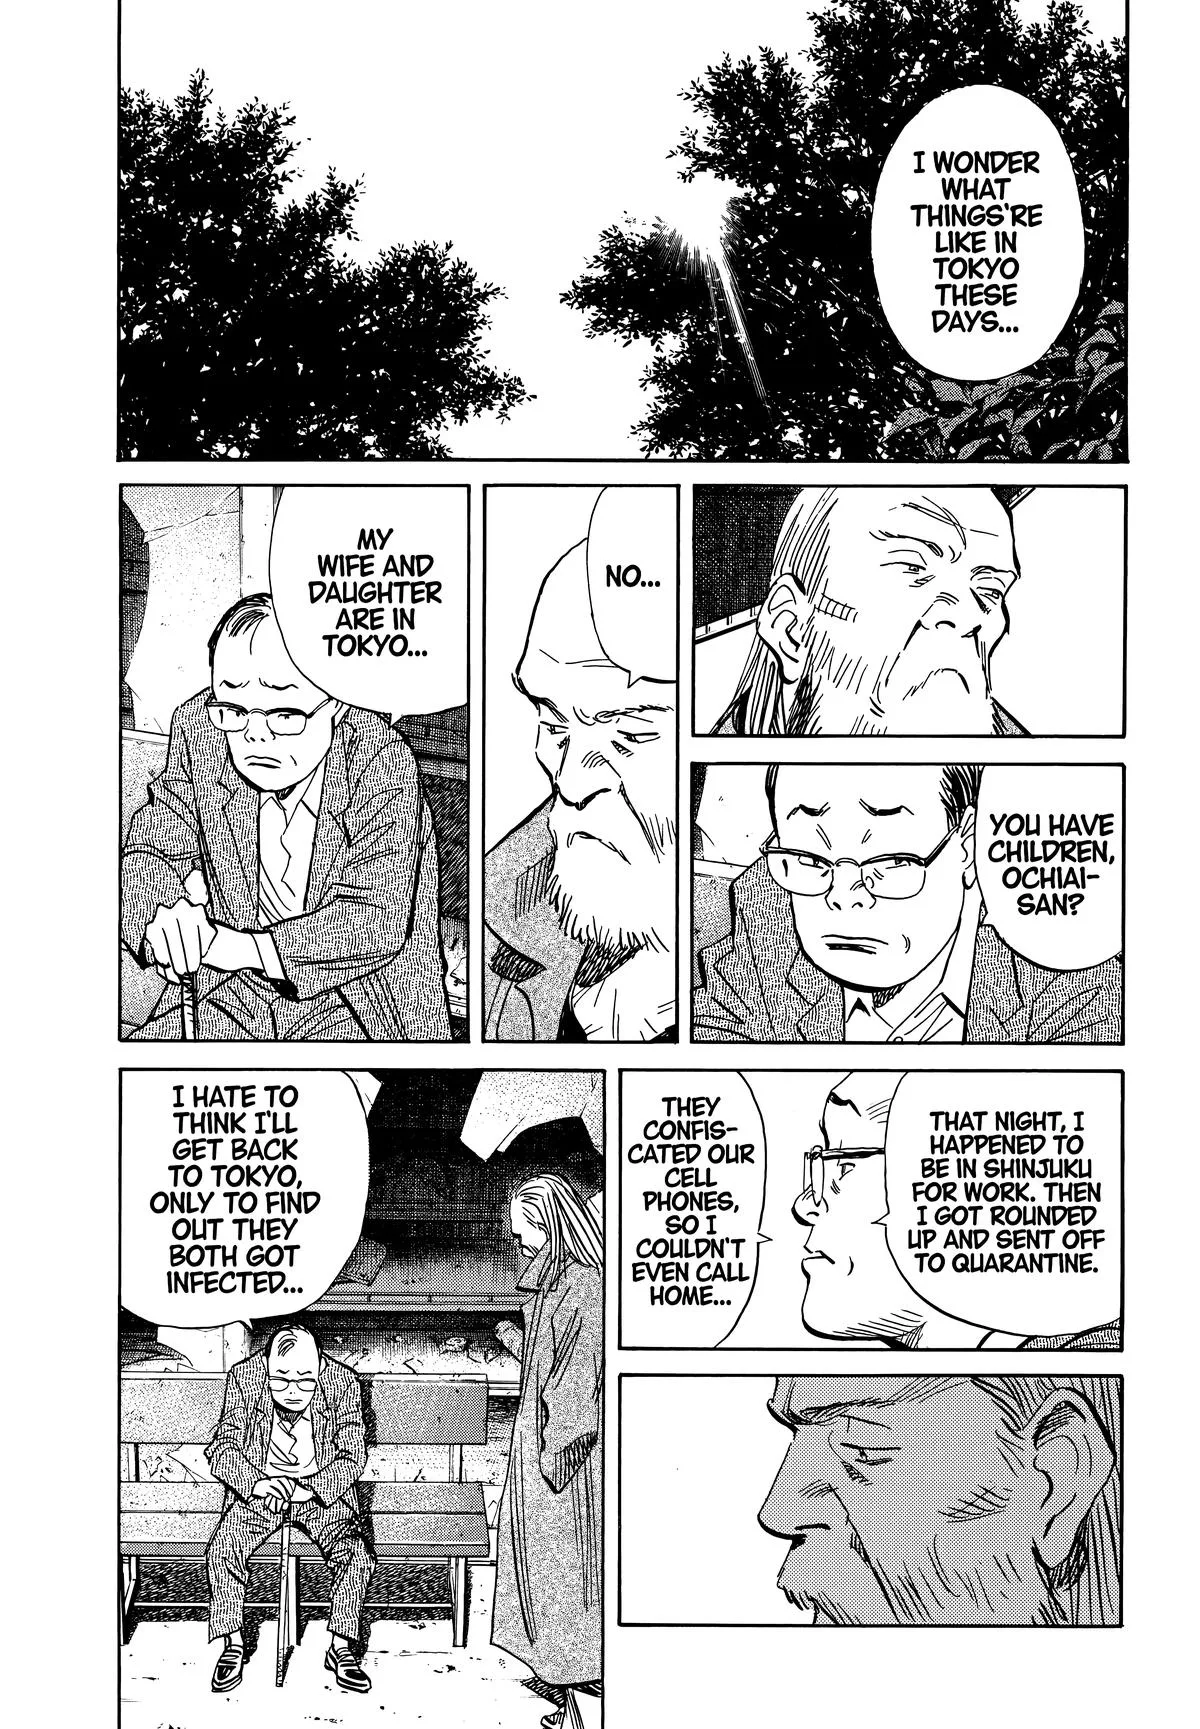 I WONDER
WHAT
THINGS'RE
LIKE IN
TOKYO
THESE
DAYS...
YOU HAVE
CHILDREN,
OCHIAI-
SAN?
NO...
MY
WIFE AND
DAUGHTER
ARE IN
TOKYO...
THAT NIGHT, I
HAPPENED TO
BE IN SHINJUKU
FOR WORK. THEN
I GOT ROUNDED
UP AND SENT OFF
TO QUARANTINE.
THEY
CONFIS-
CATED OUR
CELL
PHONES,
SO I
COULDN'T
EVEN CALL
HOME...
I HATE TO
THINK I'LL
GET BACK
TO TOKYO,
ONLY TO FIND
OUT THEY
BOTH GOT
INFECTED...